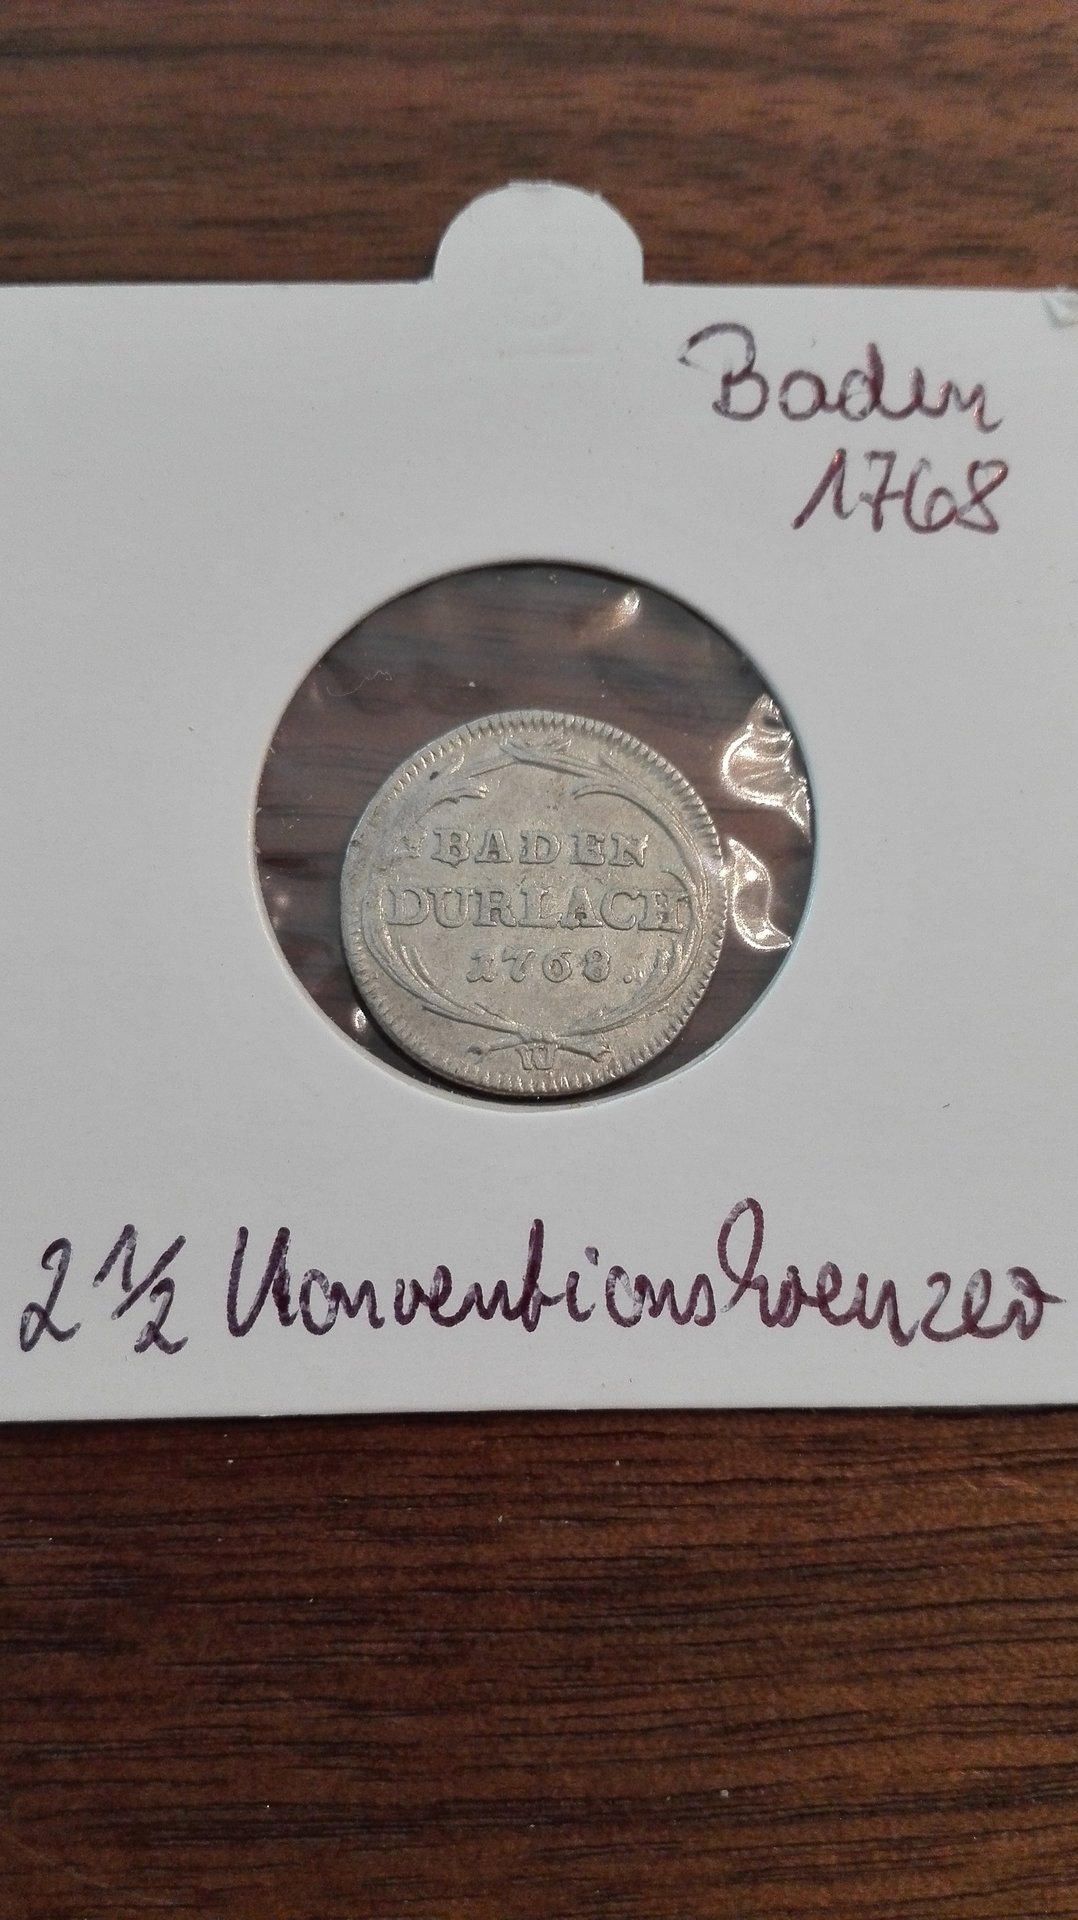 Baden
1768
BADEN
DURLACH
1768.
W
2 1/2 Konventionskreuzer